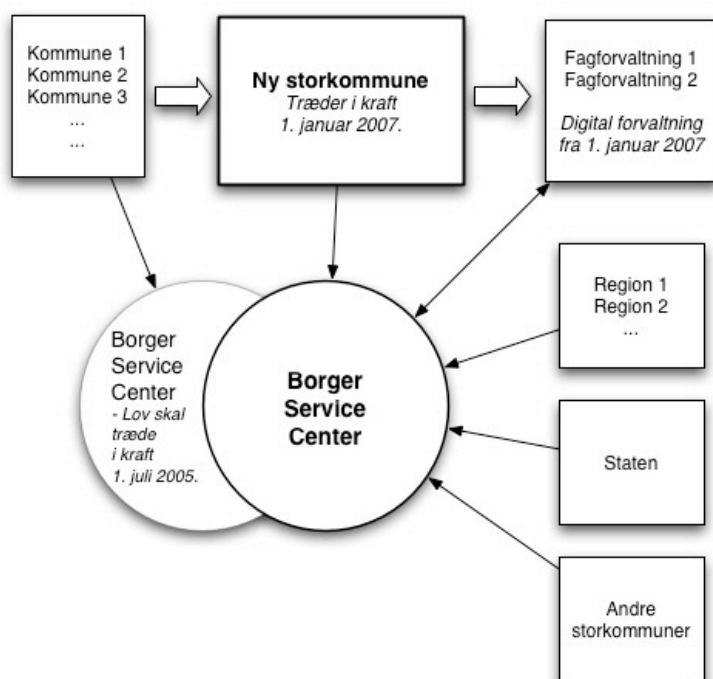 Kommune 1
Kommune 2
Kommune 3
...
...
Ny storkommune
Træder i kraft
1. januar 2007.
Fagforvaltning 1
Fagforvaltning 2
Digital forvaltning
fra 1. januar 2007
Borger
Service
Center
- Lov skal
træde
i kraft
1. juli 2005.
Borger
Service
Center
Region 1
Region 2
...
Staten
Andre
storkommuner